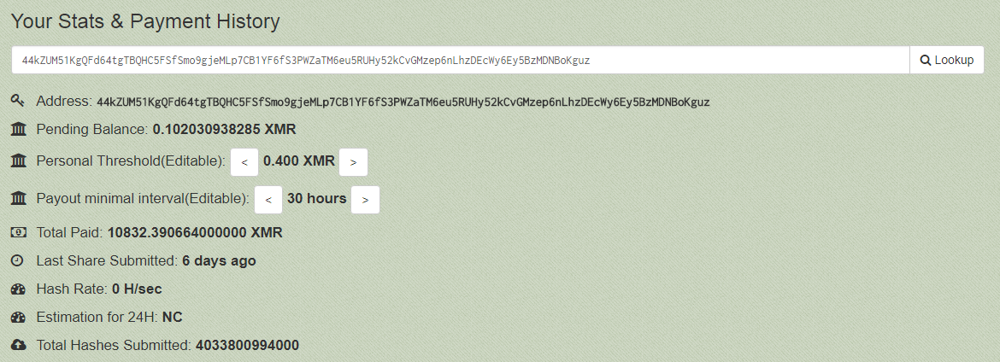 Your Stats & Payment History
44kZUM51KgQFd64tgTBQHC5FSfSmo9gjeMLp7CB1YF6fS3PWZaTM6eu5RUHy52kCvGMzep6nLhzDEcWy6Ey5BzMDNBoKguz Lookup
Address: 44kZUM51KgQFd64tgTBQHC5FSfSmo9gjeMLp7CB1YF6fS3PWZaTM6eu5RUHy52kCvGMzep6nLhzDEcWy6Ey5BzMDNBoKguz
Pending Balance: 0.102030938285 XMR
Personal Threshold(Editable): < 0.400 XMR >
Payout minimal interval(Editable): < 30 hours >
Total Paid: 10832.390664000000 XMR
Last Share Submitted: 6 days ago
Hash Rate: 0 H/sec
Estimation for 24H: NC
Total Hashes Submitted: 4033800994000